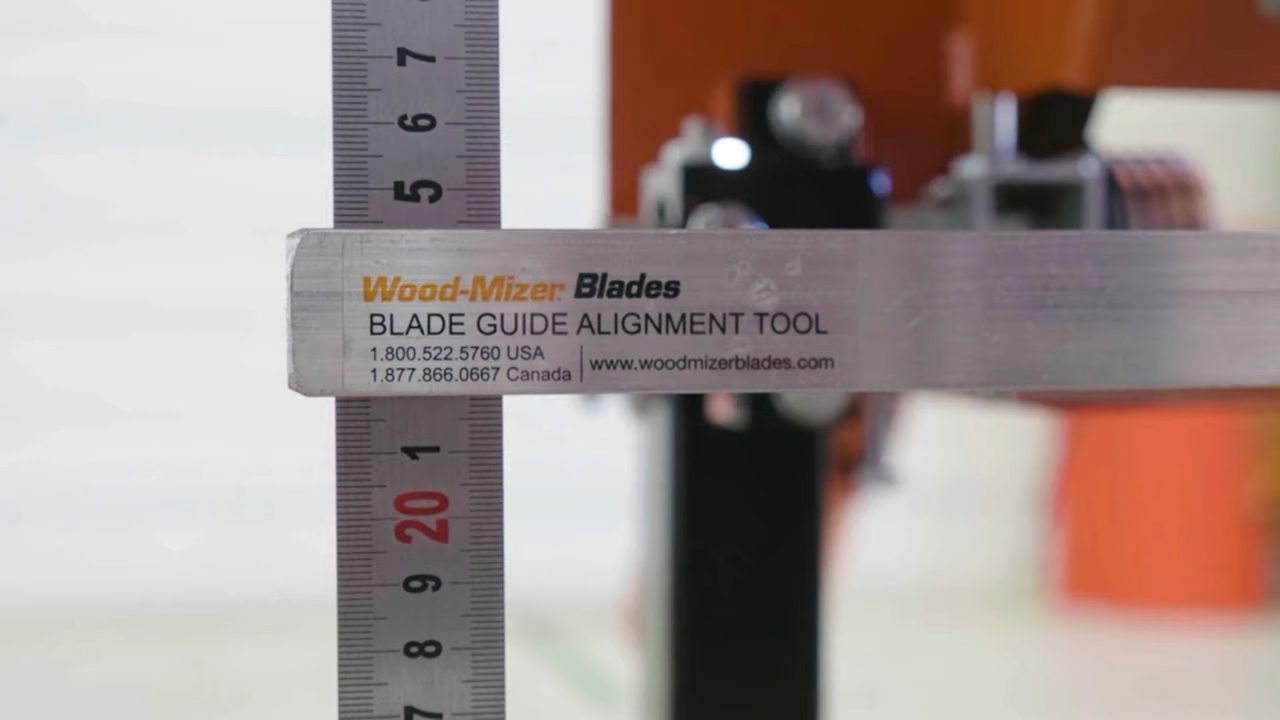 7
6
5
Wood-Mizer Blades
BLADE GUIDE ALIGNMENT TOOL
1.800.522.5760 USA
1.877.866.0667 Canada
www.woodmizerblades.com
1
20
9
8
7